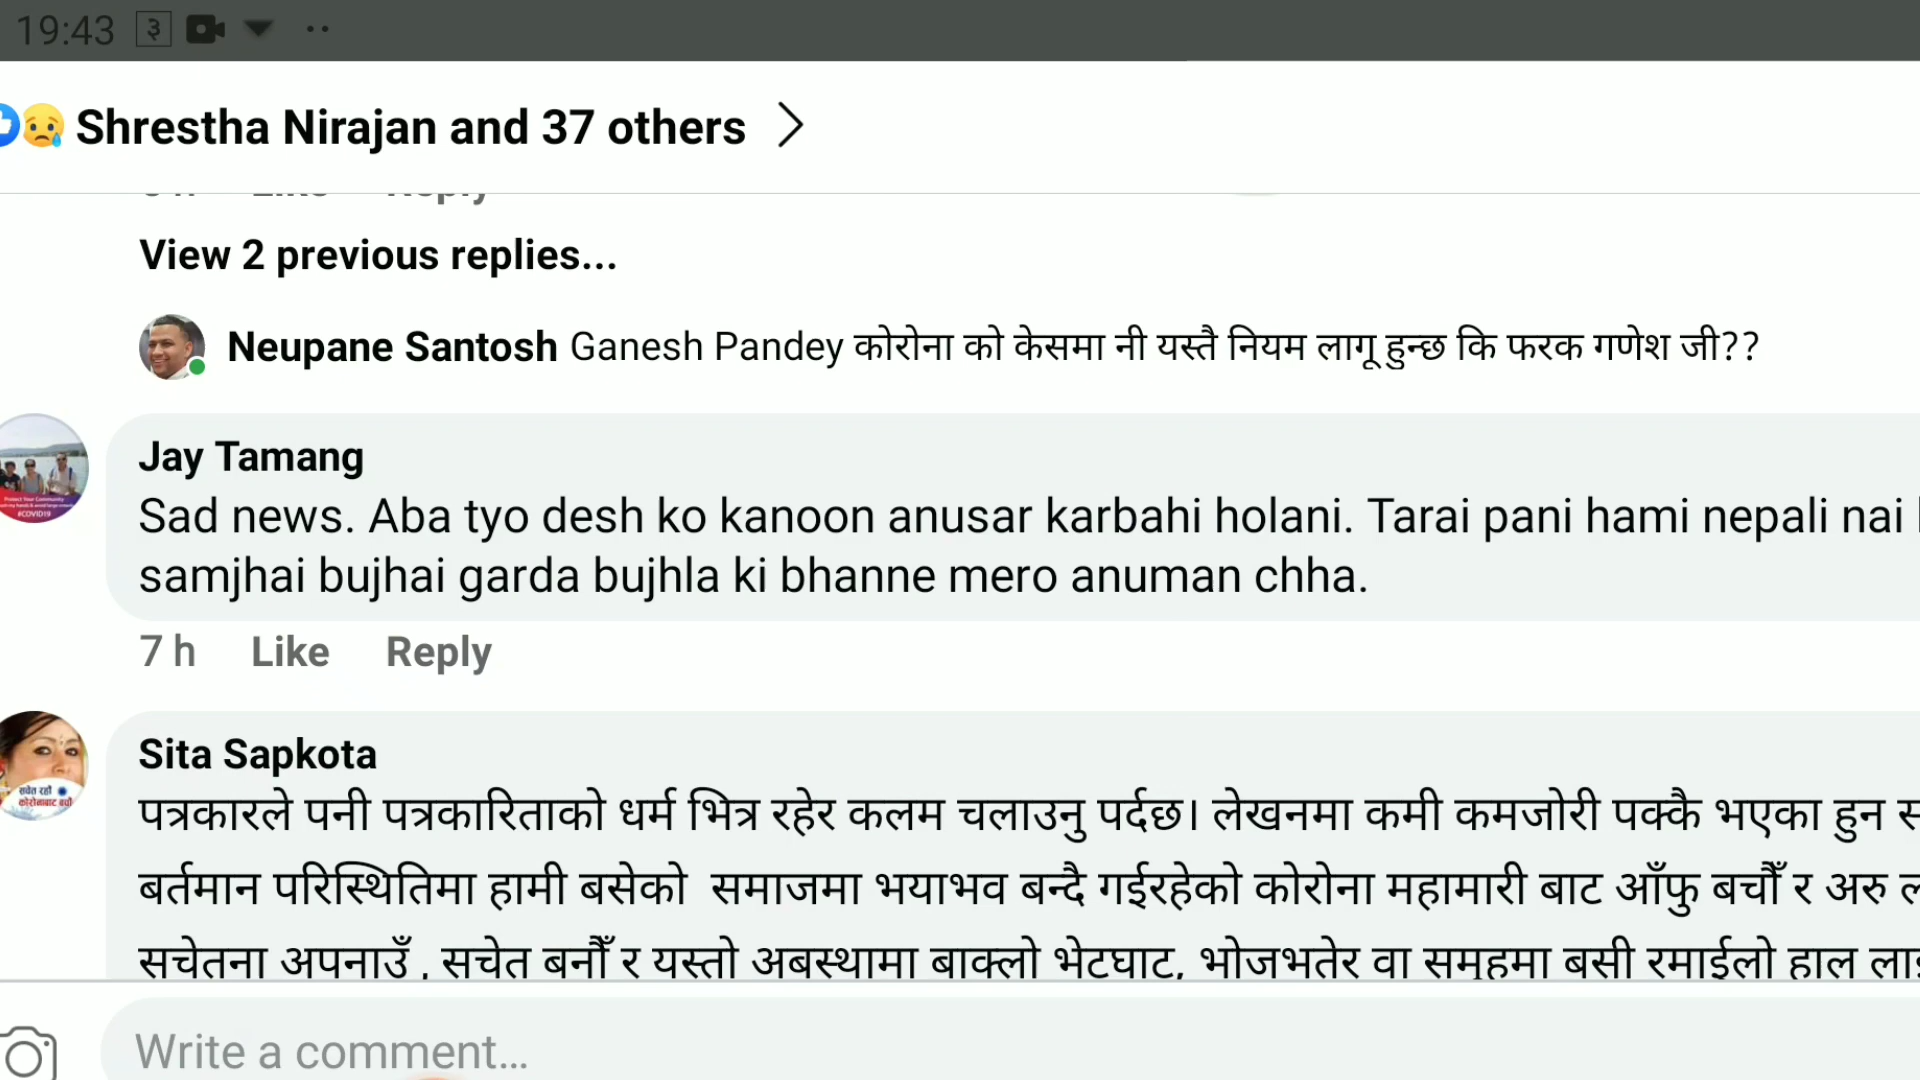 19:43 ३
Shrestha Nirajan and 37 others
Like Reply
View 2 previous replies...
Neupane Santosh Ganesh Pandey कोरोना को केसमा नी यस्तै नियम लागू हुन्छ कि फरक गणेश जी??
Jay Tamang
Sad news. Aba tyo desh ko kanoon anusar karbahi holani. Tarai pani hami nepali nai
samjhai bujhai garda bujhla ki bhanne mero anuman chha.
7 h Like Reply
Sita Sapkota
पत्रकारले पनी पत्रकारिताको धर्म भित्र रहेर कलम चलाउनु पर्दछ। लेखनमा कमी कमजोरी पक्कै भएका हुन
बर्तमान परिस्थितिमा हामी बसेको समाजमा भयाभव बन्दै गईरहेको कोरोना महामारी बाट आँफु बचौँ र अरु
सचेतना अपनाउँ , सचेत बनौँ र यस्तो अबस्थामा बाक्लो भेटघाट, भोजभतेर वा समुहमा बसी रमाईलो हाल
Write a comment...